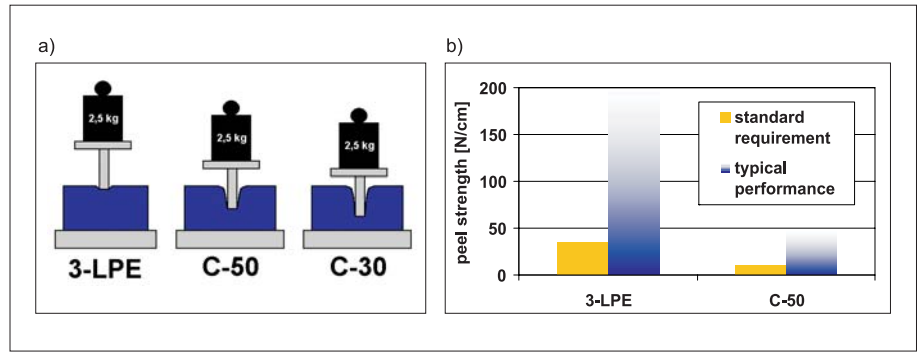 a)
2,5 kg
2,5 kg
2,5 kg
3-LPE
C-50
C-30
b)
peel strength [N/cm]
200
150
100
50
0
standard
requirement
typical
performance
3-LPE
C-50